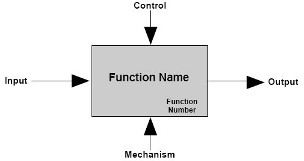 Control
Input
Function Name
Output
Function
Number
Mechanism